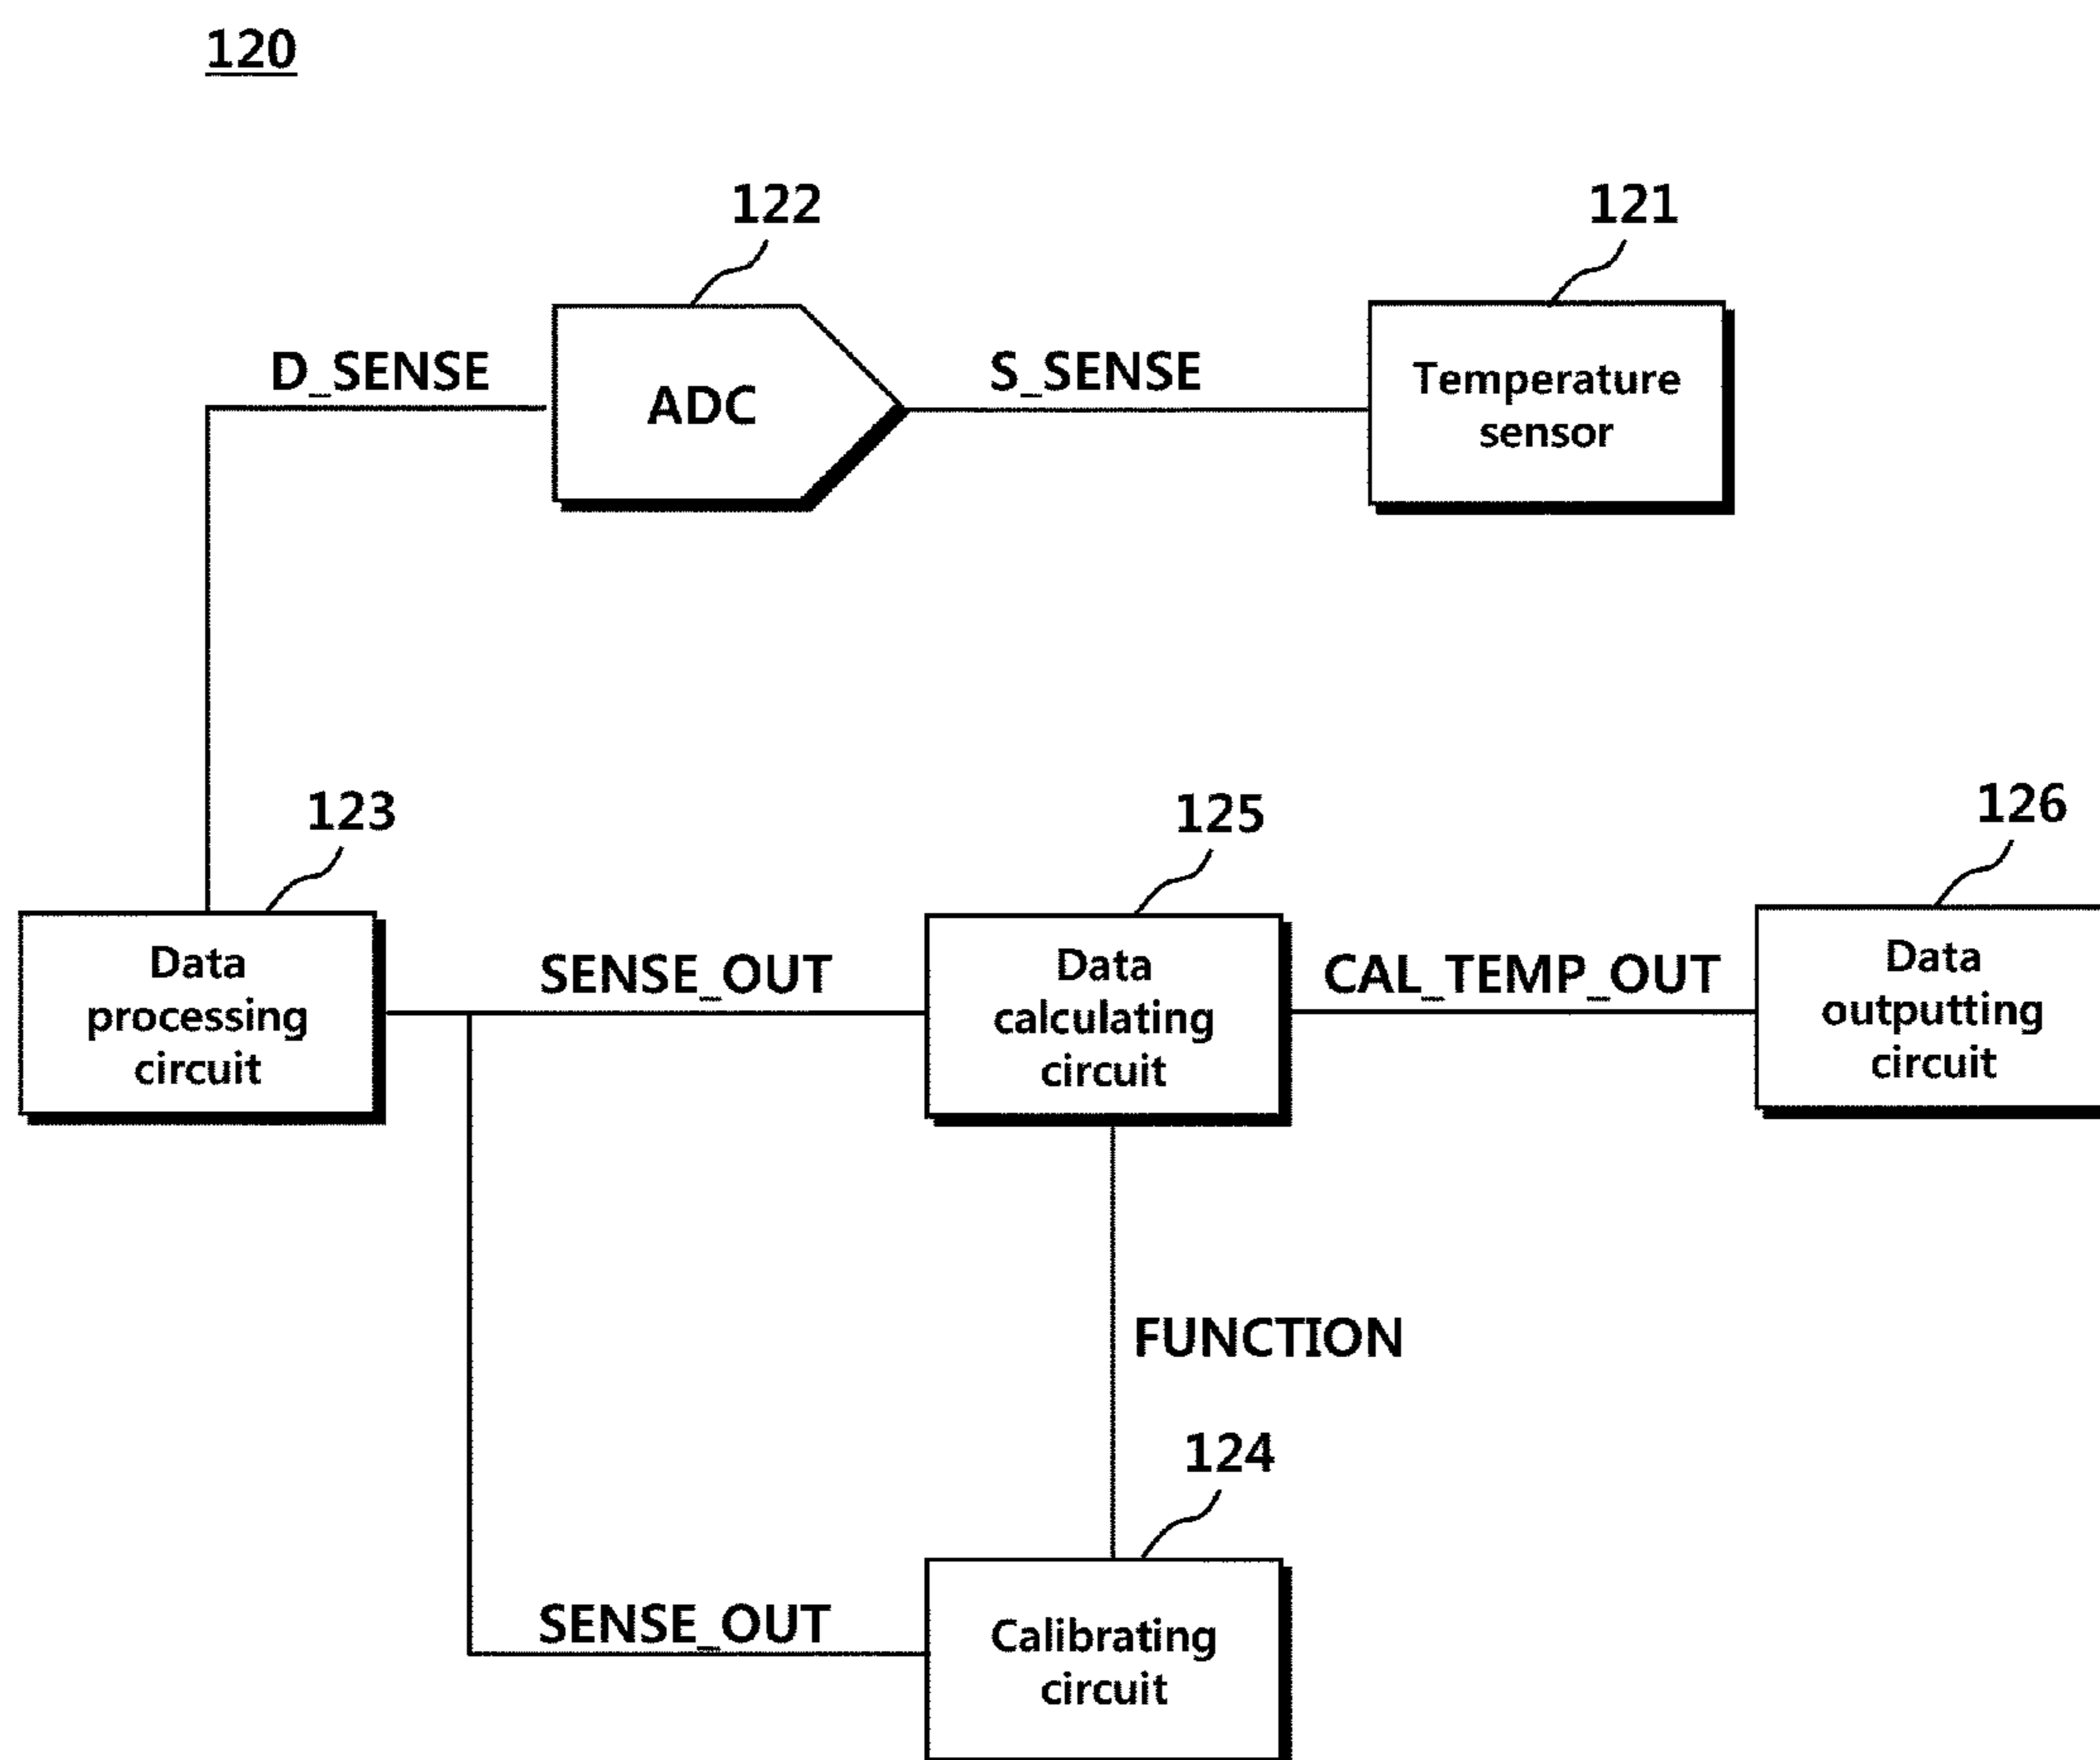 120
122
121
D_SENSE
ADC
S_SENSE
Temperature
sensor
123
125
126
Data
processing
circuit
SENSE_OUT
Data
calculating
circuit
CAL_TEMP_OUT
Data
outputting
circuit
FUNCTION
124
SENSE_OUT
Calibrating
circuit